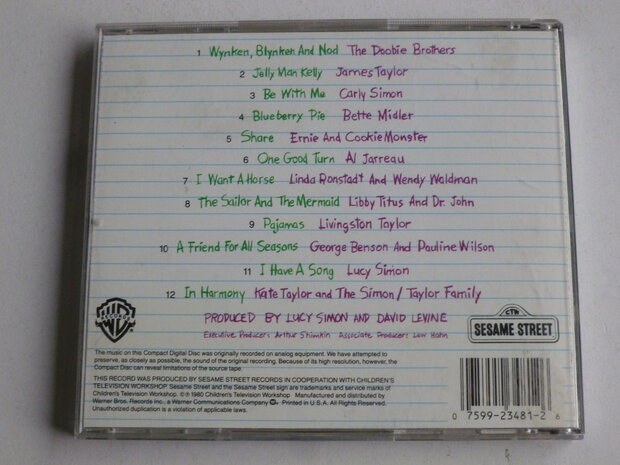 1 Wynken, Blynken And Nod The Doobie Brothers
2 Jelly Man Kelly James Taylor
3 Be With Me Carly Simon
4 Blueberry Pie Bette Midler
5 Share Ernie And Cookie Monster
6 One Good Turn Al Jarreau
7 I Want A Horse Linda Ronstadt And Wendy Waldman
8 The Sailor And The Mermaid Libby Titus And Dr. John
9 Pajamas Livingston Taylor
10 A Friend For All Seasons George Benson And Pauline Wilson
11 I Have A Song Lucy Simon
12 In Harmony Kate Taylor and The Simon/Taylor Family
PRODUCED BY LUCY SIMON AND DAVID LEVINE
Executive Producer: Arthur Shimkin Associate Producer: Lew Hahn
WB
RECORDS
CTW
SESAME STREET
The music on this Compact Digital Disc was originally recorded on analog equipment. We have attempted to
preserve, as closely as possible, the sound of the original recording. Because of its high resolution, however, the
Compact Disc can reveal limitations of the source tape.
THIS RECORD WAS PRODUCED BY SESAME STREET RECORDS IN COOPERATION WITH CHILDREN'S
TELEVISION WORKSHOP. Sesame Street and the Sesame Street sign are trademarks and service marks of
Children's Television Workshop. © ℗ 1980 Children's Television Workshop. Manufactured and distributed by
Warner Bros. Records Inc., a Warner Communications Company Printed in U.S.A. All Rights Reserved.
Unauthorized duplication is a violation of applicable laws.
0 7599-23481-2 6